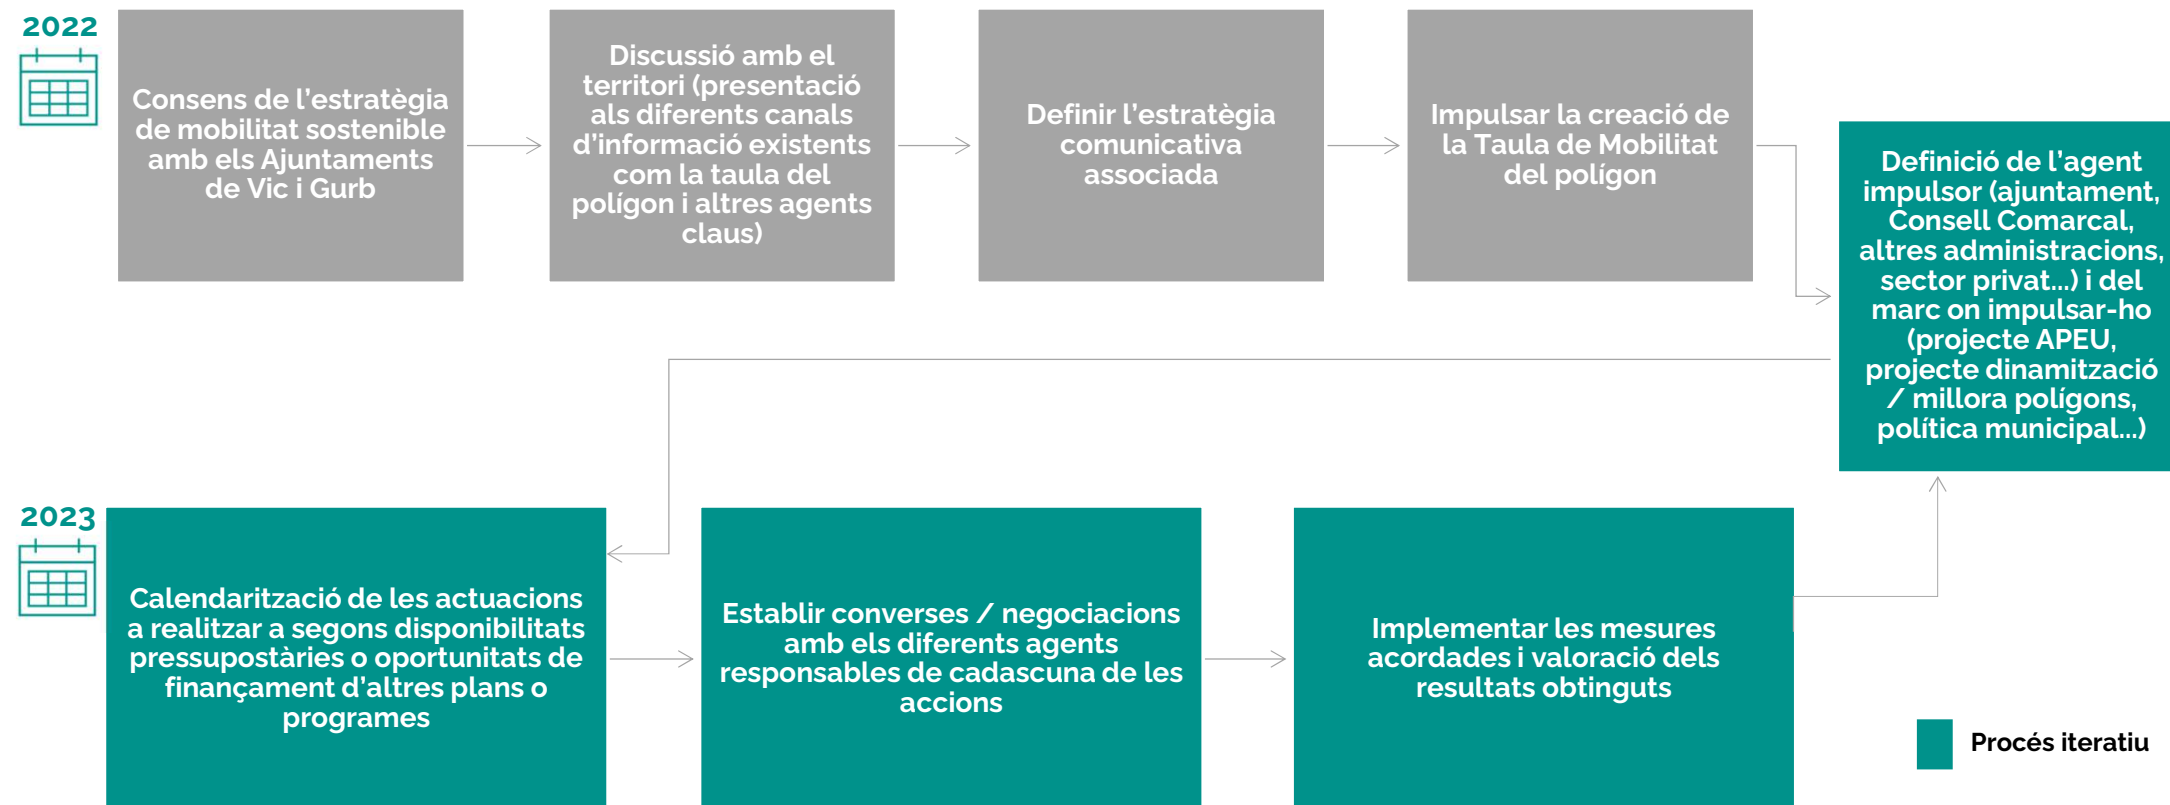 2022
Consens de l’estratègia
de mobilitat sostenible
amb els Ajuntaments
de Vic i Gurb
Discussió amb el
territori (presentació
als diferents canals
d’informació existents
com la taula del
polígon i altres agents
claus)
Definir l’estratègia
comunicativa
associada
Impulsar la creació de
la Taula de Mobilitat
del polígon
Definició de l’agent
impulsor (ajuntament,
Consell Comarcal,
altres administracions,
sector privat...) i del
marc on impulsar-ho
(projecte APEU,
projecte dinamització
/ millora polígons,
política municipal...)
2023
Calendarització de les actuacions
a realitzar a segons disponibilitats
pressupostàries o oportunitats de
finançament d’altres plans o
programes
Establir converses / negociacions
amb els diferents agents
responsables de cadascuna de les
accions
Implementar les mesures
acordades i valoració dels
resultats obtinguts
Procés iteratiu